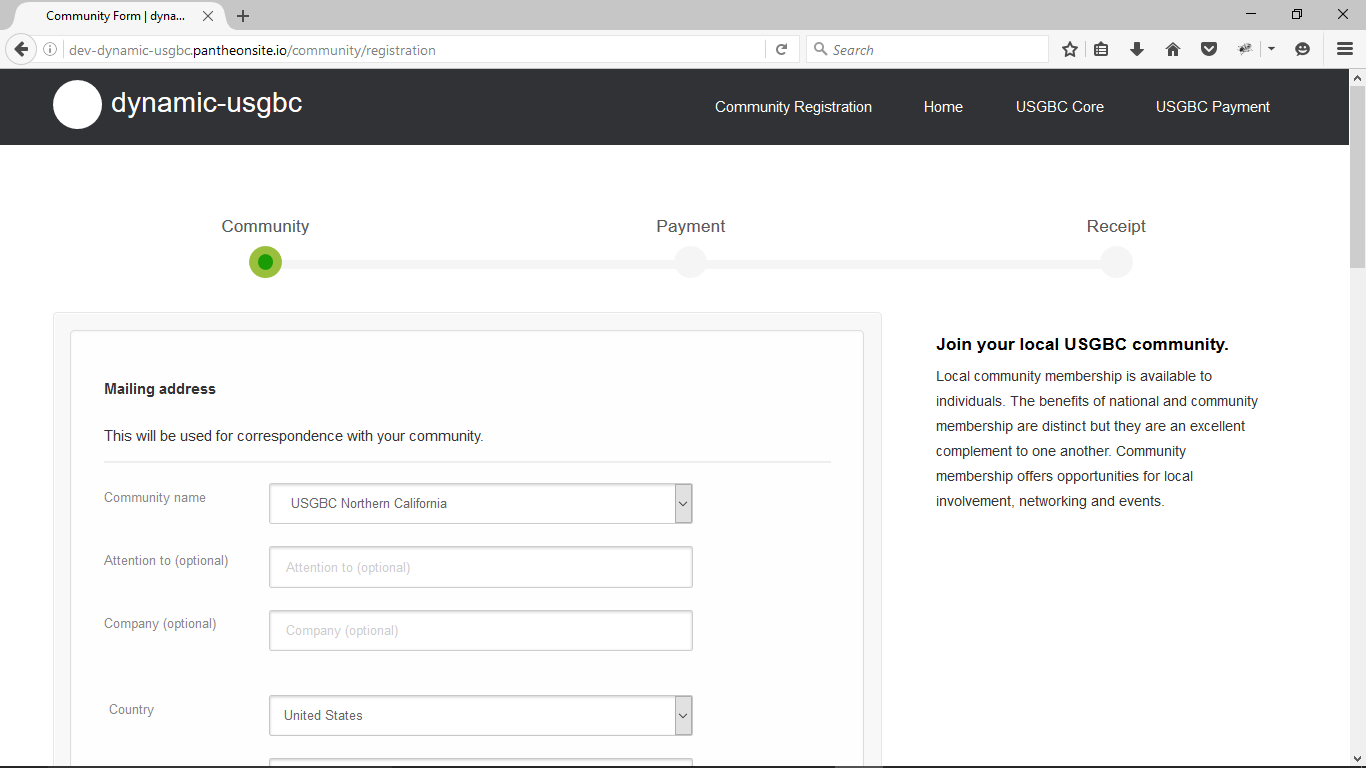 Community Form | dyna...
dev-dynamic-usgbc.pantheonsite.io/community/registration
Search
dynamic-usgbc
Community Registration
Home
USGBC Core
USGBC Payment
Community
Payment
Receipt
Mailing address
This will be used for correspondence with your community.
Community name
USGBC Northern California
Attention to (optional)
Attention to (optional)
Company (optional)
Company (optional)
Country
United States
Join your local USGBC community.
Local community membership is available to
individuals. The benefits of national and community
membership are distinct but they are an excellent
complement to one another. Community
membership offers opportunities for local
involvement, networking and events.